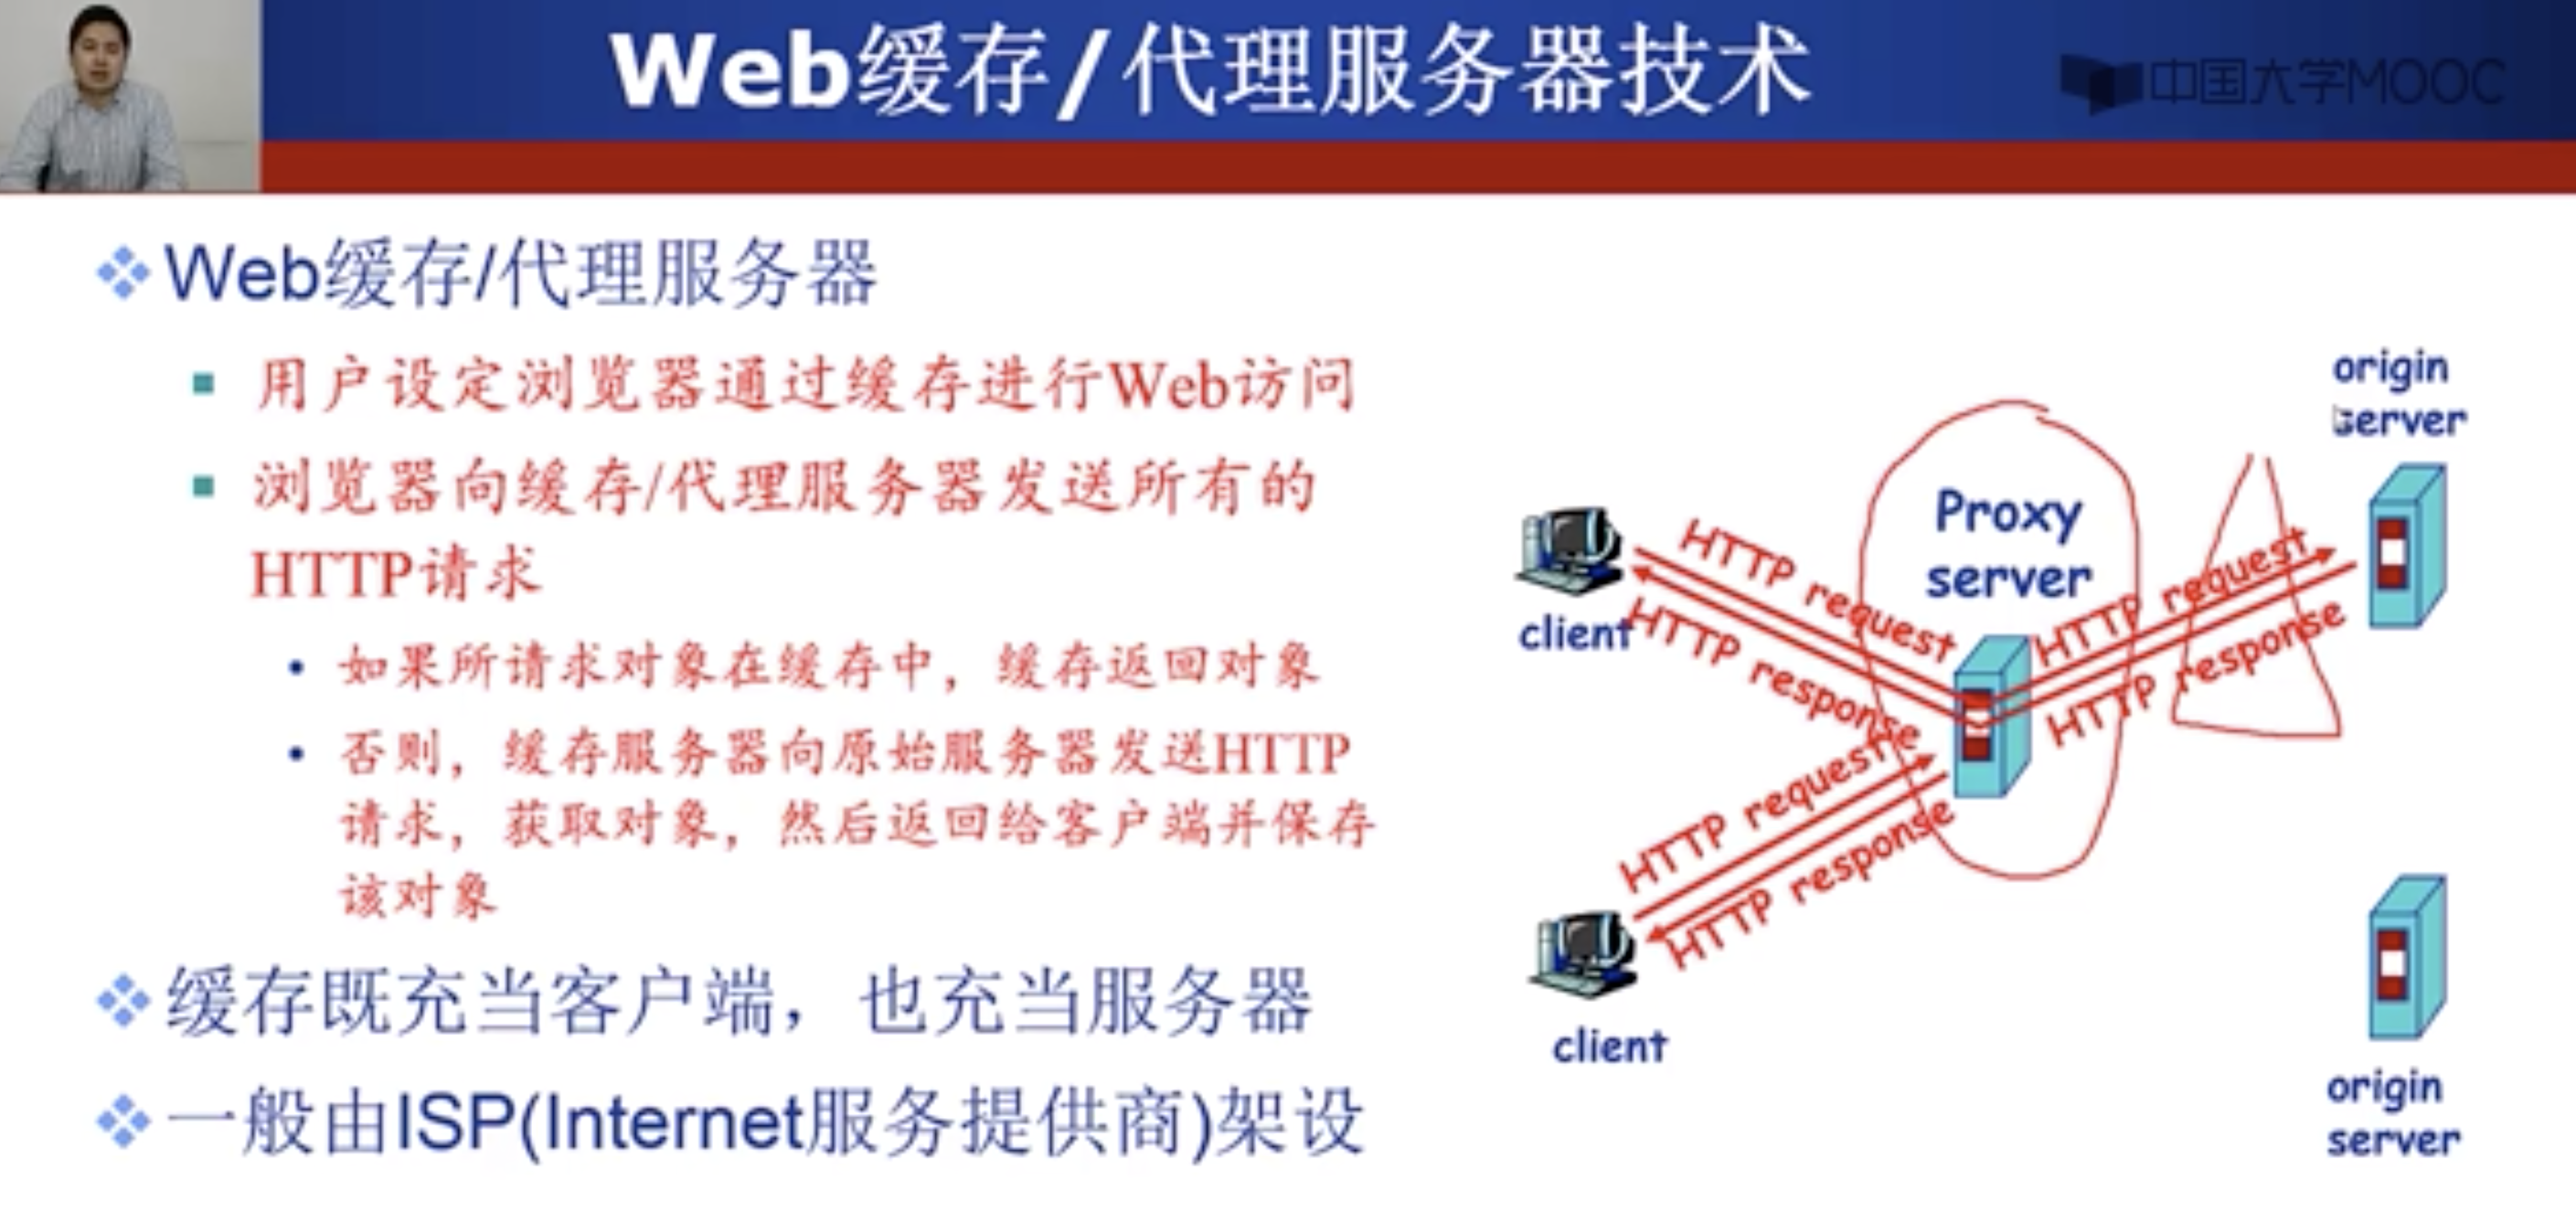 Web缓存/代理服务器技术
中国大学MOOC
Web缓存/代理服务器
用户设定浏览器通过缓存进行Web访问
浏览器向缓存/代理服务器发送所有的
HTTP请求
如果所请求对象在缓存中，缓存返回对象
否则，缓存服务器向原始服务器发送HTTP
请求，获取对象，然后返回给客户端并保存
该对象
缓存既充当客户端，也充当服务器
一般由ISP(Internet服务提供商)架设
origin
server
Proxy
server
client
HTTP request
HTTP response
HTTP request
HTTP response
HTTP request
HTTP response
client
origin
server